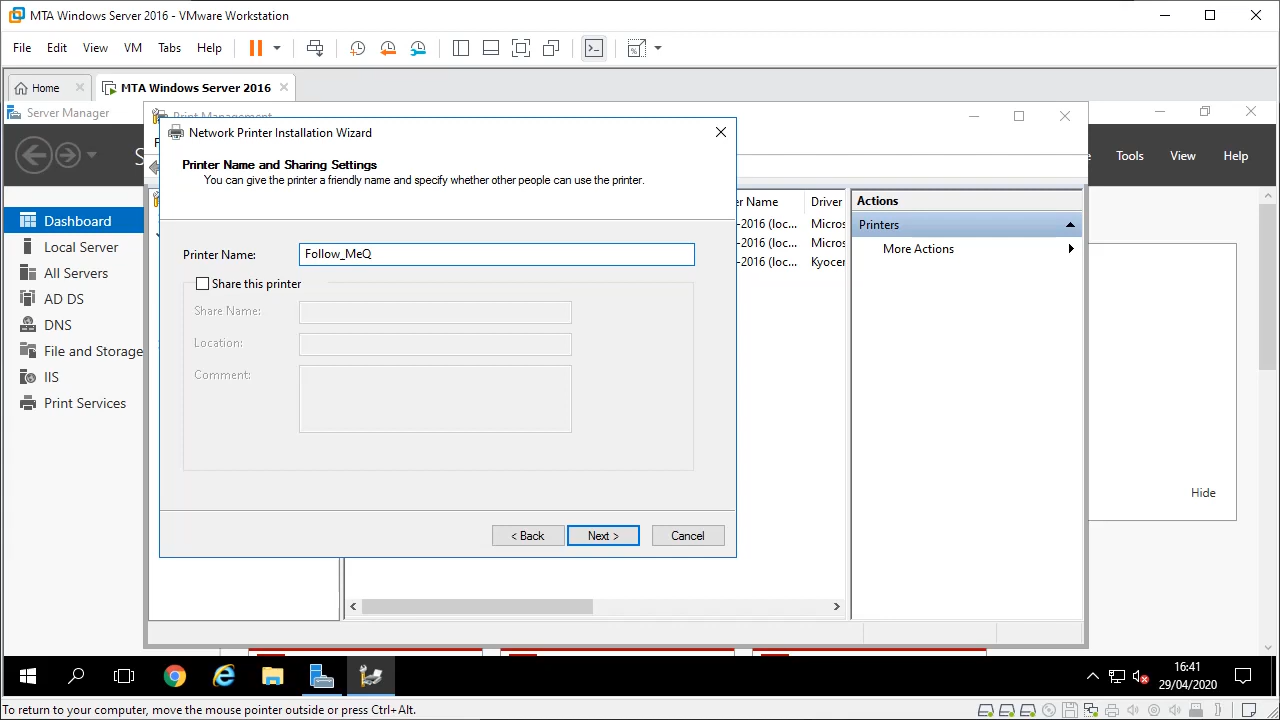 MTA Windows Server 2016 - VMware Workstation
File Edit View VM Tabs Help
Home
MTA Windows Server 2016
Server Manager
Print Management
Network Printer Installation Wizard
Tools View Help
Printer Name and Sharing Settings
You can give the printer a friendly name and specify whether other people can use the printer.
Dashboard
Local Server
All Servers
AD DS
DNS
File and Storage
IIS
Print Services
Printer Name: Follow_MeQ
Share this printer
Share Name:
Location:
Comment:
< Back
Next >
Cancel
er Name Driver
-2016 (loc... Micros
-2016 (loc... Micros
-2016 (loc... Kyocer
Actions
Printers
More Actions
Hide
16:41
29/04/2020
To return to your computer, move the mouse pointer outside or press Ctrl+Alt.